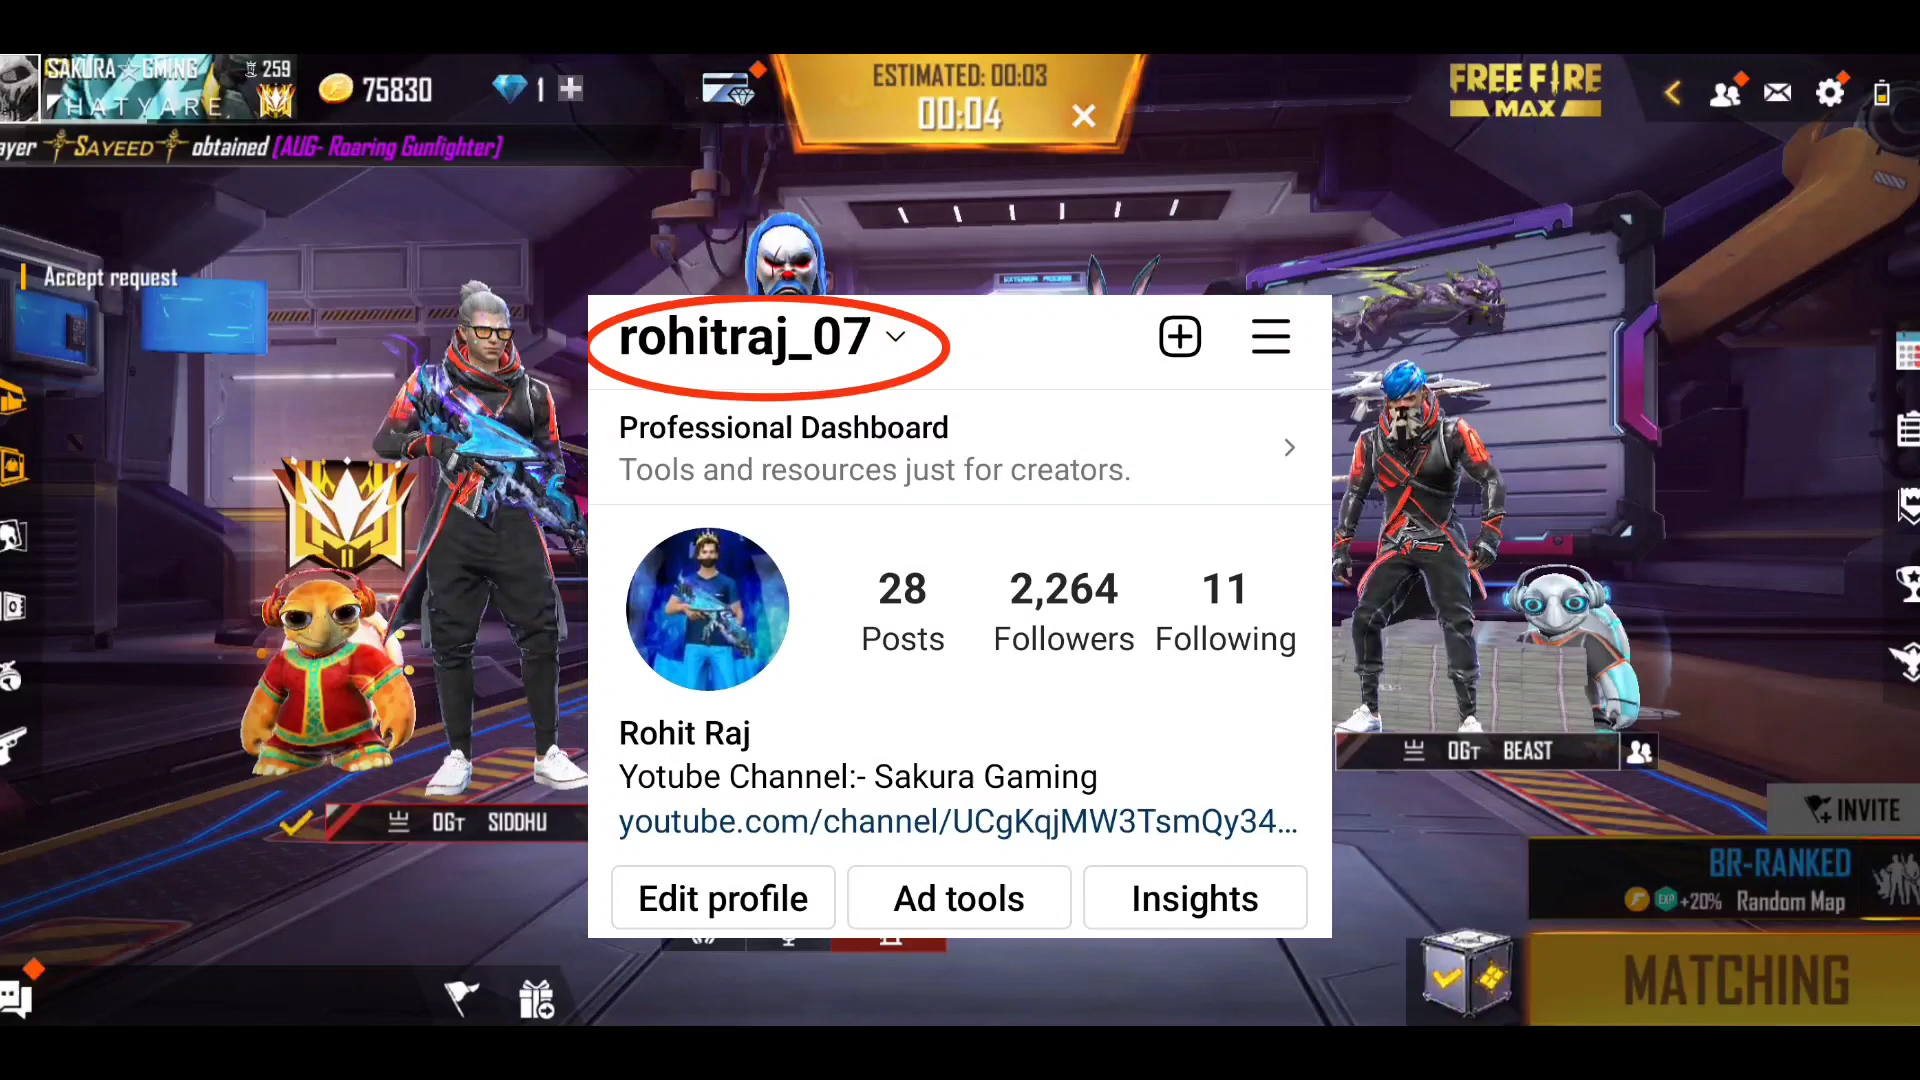 SAKURA☆GMING
259
HATYARE
75830
1
ESTIMATED: 00:03
00:04
FREE FIRE
MAX
ayer SAYEED obtained [AUG- Roaring Gunfighter]
Accept request
rohitraj_07
Professional Dashboard
Tools and resources just for creators.
28
Posts
2,264
Followers
11
Following
Rohit Raj
Yotube Channel:- Sakura Gaming
youtube.com/channel/UCgKqjMW3TsmQy34...
Edit profile
Ad tools
Insights
II
OGT SIDDHU
OGT BEAST
INVITE
BR-RANKED
EXP +20% Random Map
MATCHING